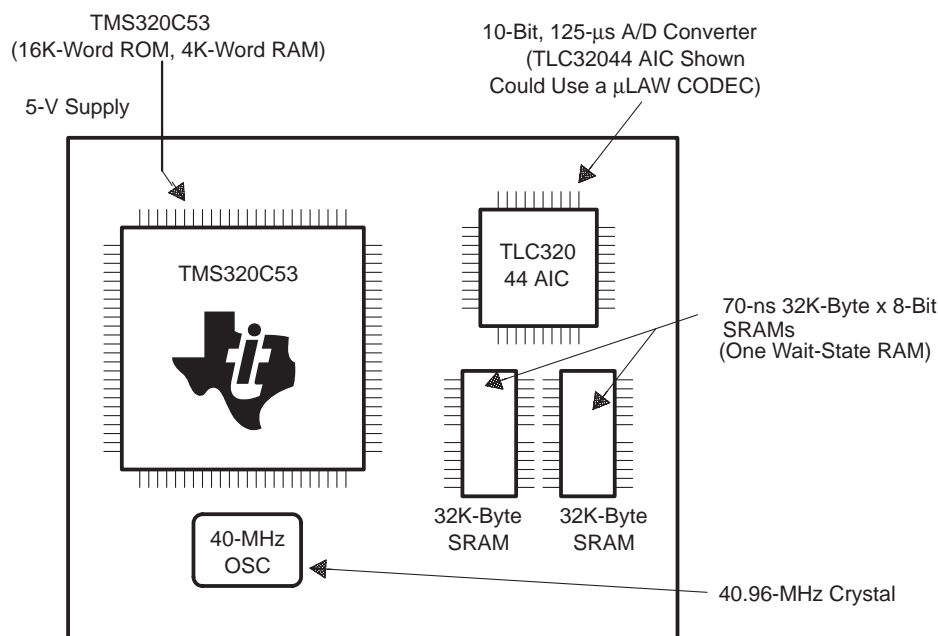 TMS320C53
(16K-Word ROM, 4K-Word RAM)
5-V Supply
10-Bit, 125-μs A/D Converter
(TLC32044 AIC Shown
Could Use a μLAW CODEC)
TMS320C53
ti
TLC320
44 AIC
70-ns 32K-Byte x 8-Bit
SRAMs
(One Wait-State RAM)
32K-Byte
SRAM
32K-Byte
SRAM
40-MHz
OSC
40.96-MHz Crystal